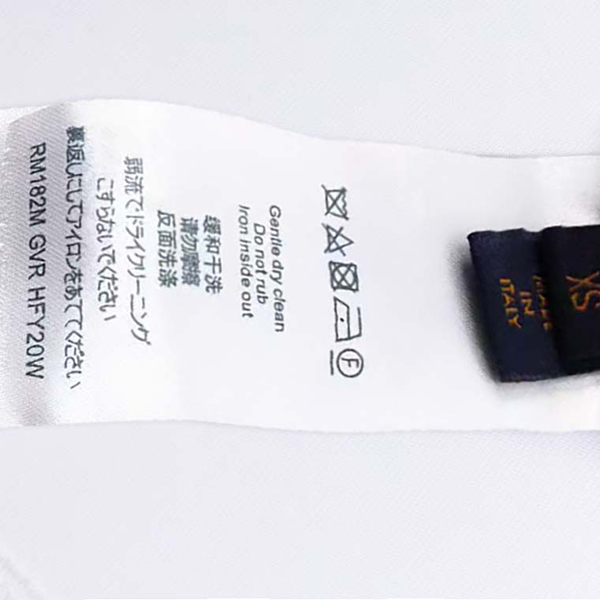 Gentle dry clean
Do not rub
Iron inside out
缓和干洗
请勿摩擦
反面洗涤
弱流でドライクリーニング
こすらないでください
裏返しにしてアイロンをあててください
RM182M GVR HFY20W
F
MADE
IN
ITALY
XS